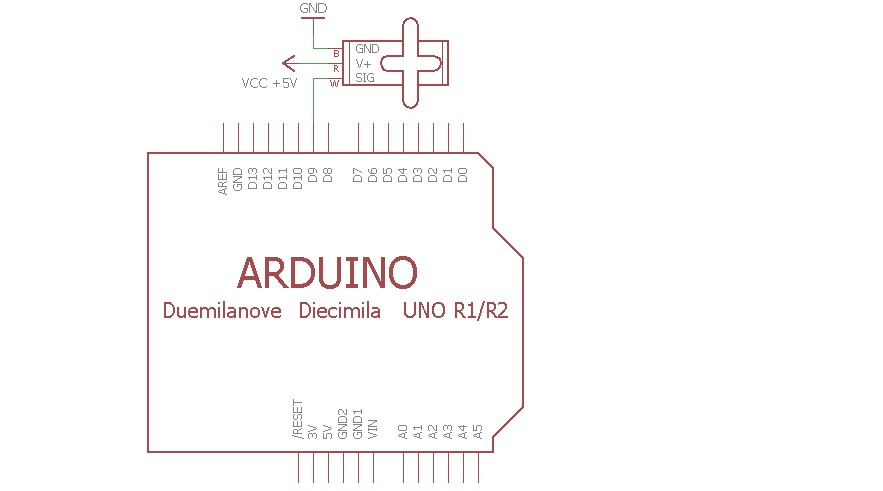 GND
B GND
R V+
VCC +5V
W SIG
AREF GND D13 D12 D11 D10 D9 D8 D7 D6 D5 D4 D3 D2 D1 D0
ARDUINO
Duemilanove Diecimila UNO R1/R2
/RESET 3V 5V GND2 GND1 VIN A0 A1 A2 A3 A4 A5